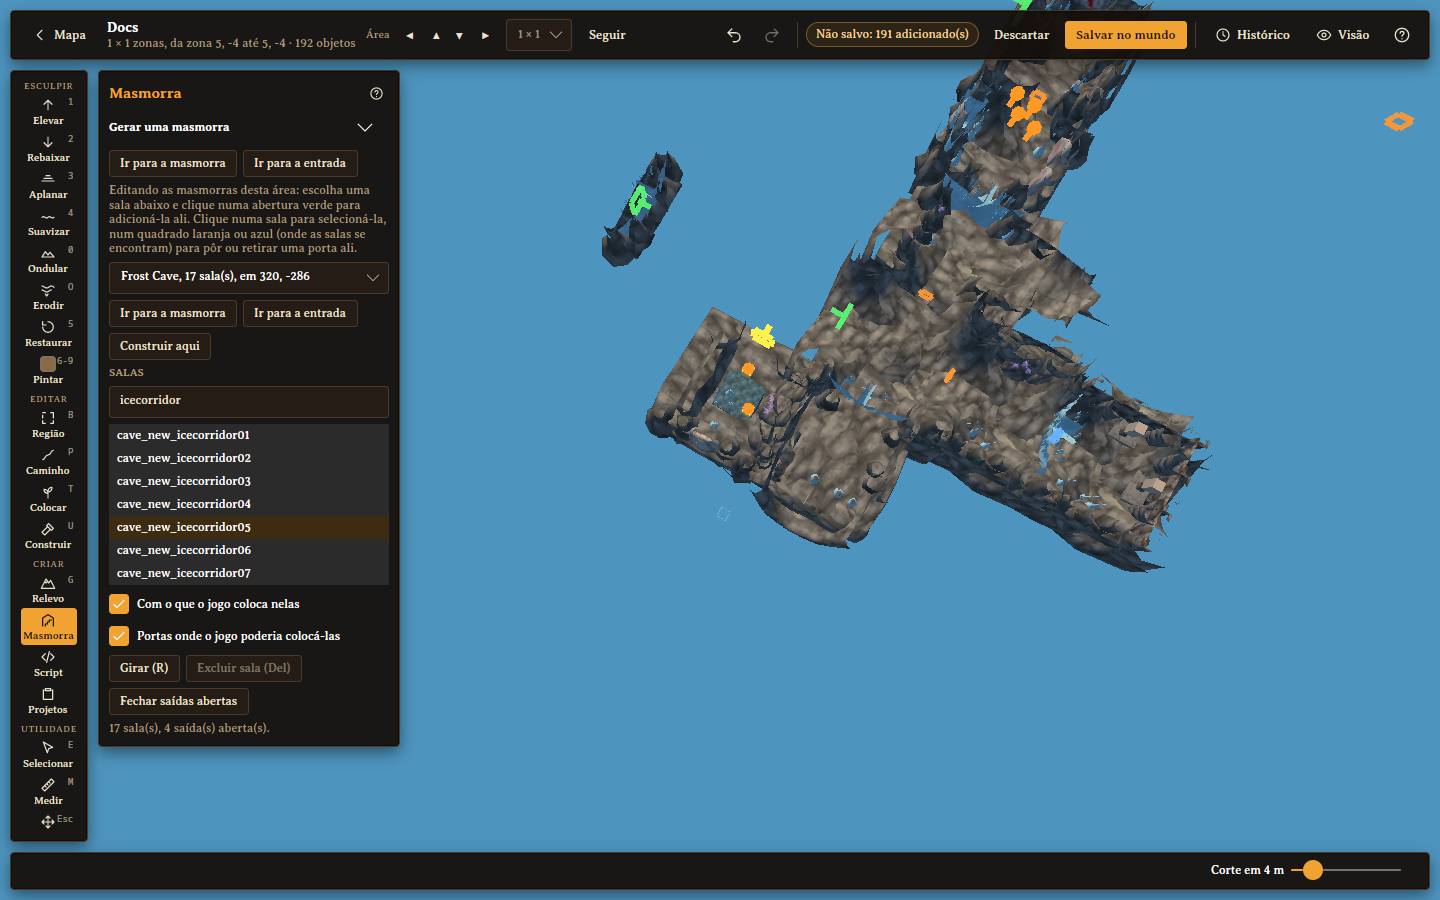 Mapa
Docs
1 × 1 zonas, da zona 5, -4 até 5, -4 · 192 objetos
Área
1 × 1
Seguir
Não salvo: 191 adicionado(s)
Descartar
Salvar no mundo
Histórico
Visão
ESCULPIR
1
Elevar
2
Rebaixar
3
Aplanar
4
Suavizar
0
Ondular
O
Erodir
5
Restaurar
6-9
Pintar
EDITAR
B
Região
P
Caminho
T
Colocar
U
Construir
CRIAR
G
Relevo
Masmorra
Script
Projetos
UTILIDADE
E
Selecionar
M
Medir
Esc
Masmorra
Gerar uma masmorra
Ir para a masmorra
Ir para a entrada
Editando as masmorras desta área: escolha uma
sala abaixo e clique numa abertura verde para
adicioná-la ali. Clique numa sala para selecioná-la,
num quadrado laranja ou azul (onde as salas se
encontram) para pôr ou retirar uma porta ali.
Frost Cave, 17 sala(s), em 320, -286
Ir para a masmorra
Ir para a entrada
Construir aqui
SALAS
icecorridor
cave_new_icecorridor01
cave_new_icecorridor02
cave_new_icecorridor03
cave_new_icecorridor04
cave_new_icecorridor05
cave_new_icecorridor06
cave_new_icecorridor07
Com o que o jogo coloca nelas
Portas onde o jogo poderia colocá-las
Girar (R)
Excluir sala (Del)
Fechar saídas abertas
17 sala(s), 4 saída(s) aberta(s).
Corte em 4 m